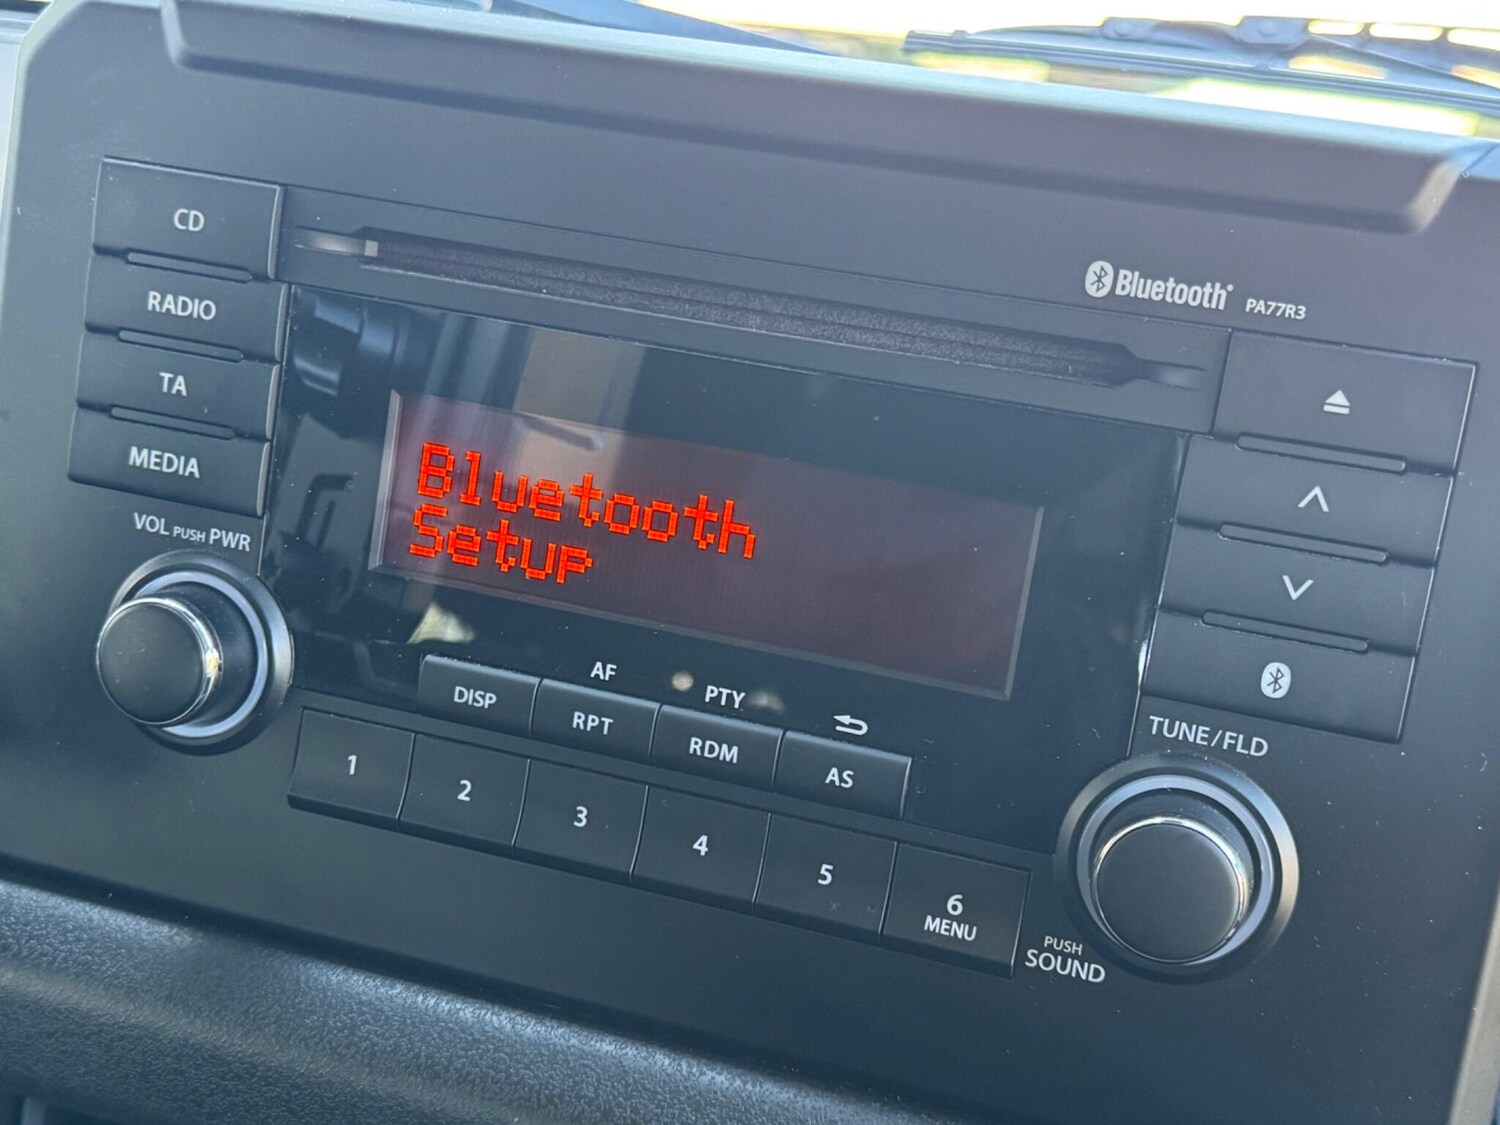 CD
Bluetooth® PA77R3
RADIO
TA
MEDIA
Bluetooth
Setup
VOL PUSH PWR
AF
PTY
DISP
RPT
RDM
AS
TUNE/FLD
1
2
3
4
5
6
MENU
PUSH
SOUND